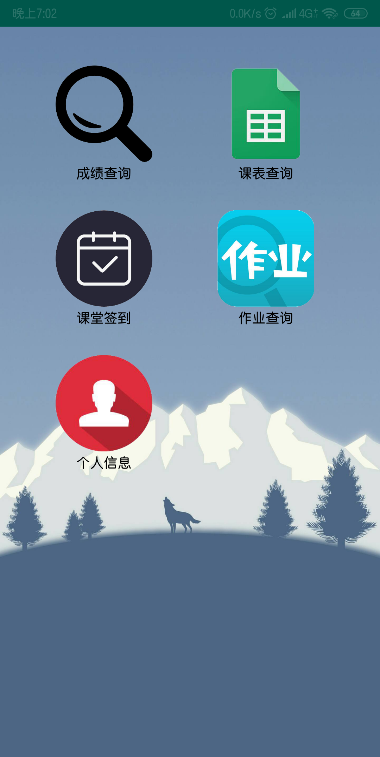 晚上7:02
0.0K/s 4G+ 64
成绩查询
课表查询
作业
课堂签到
作业查询
个人信息